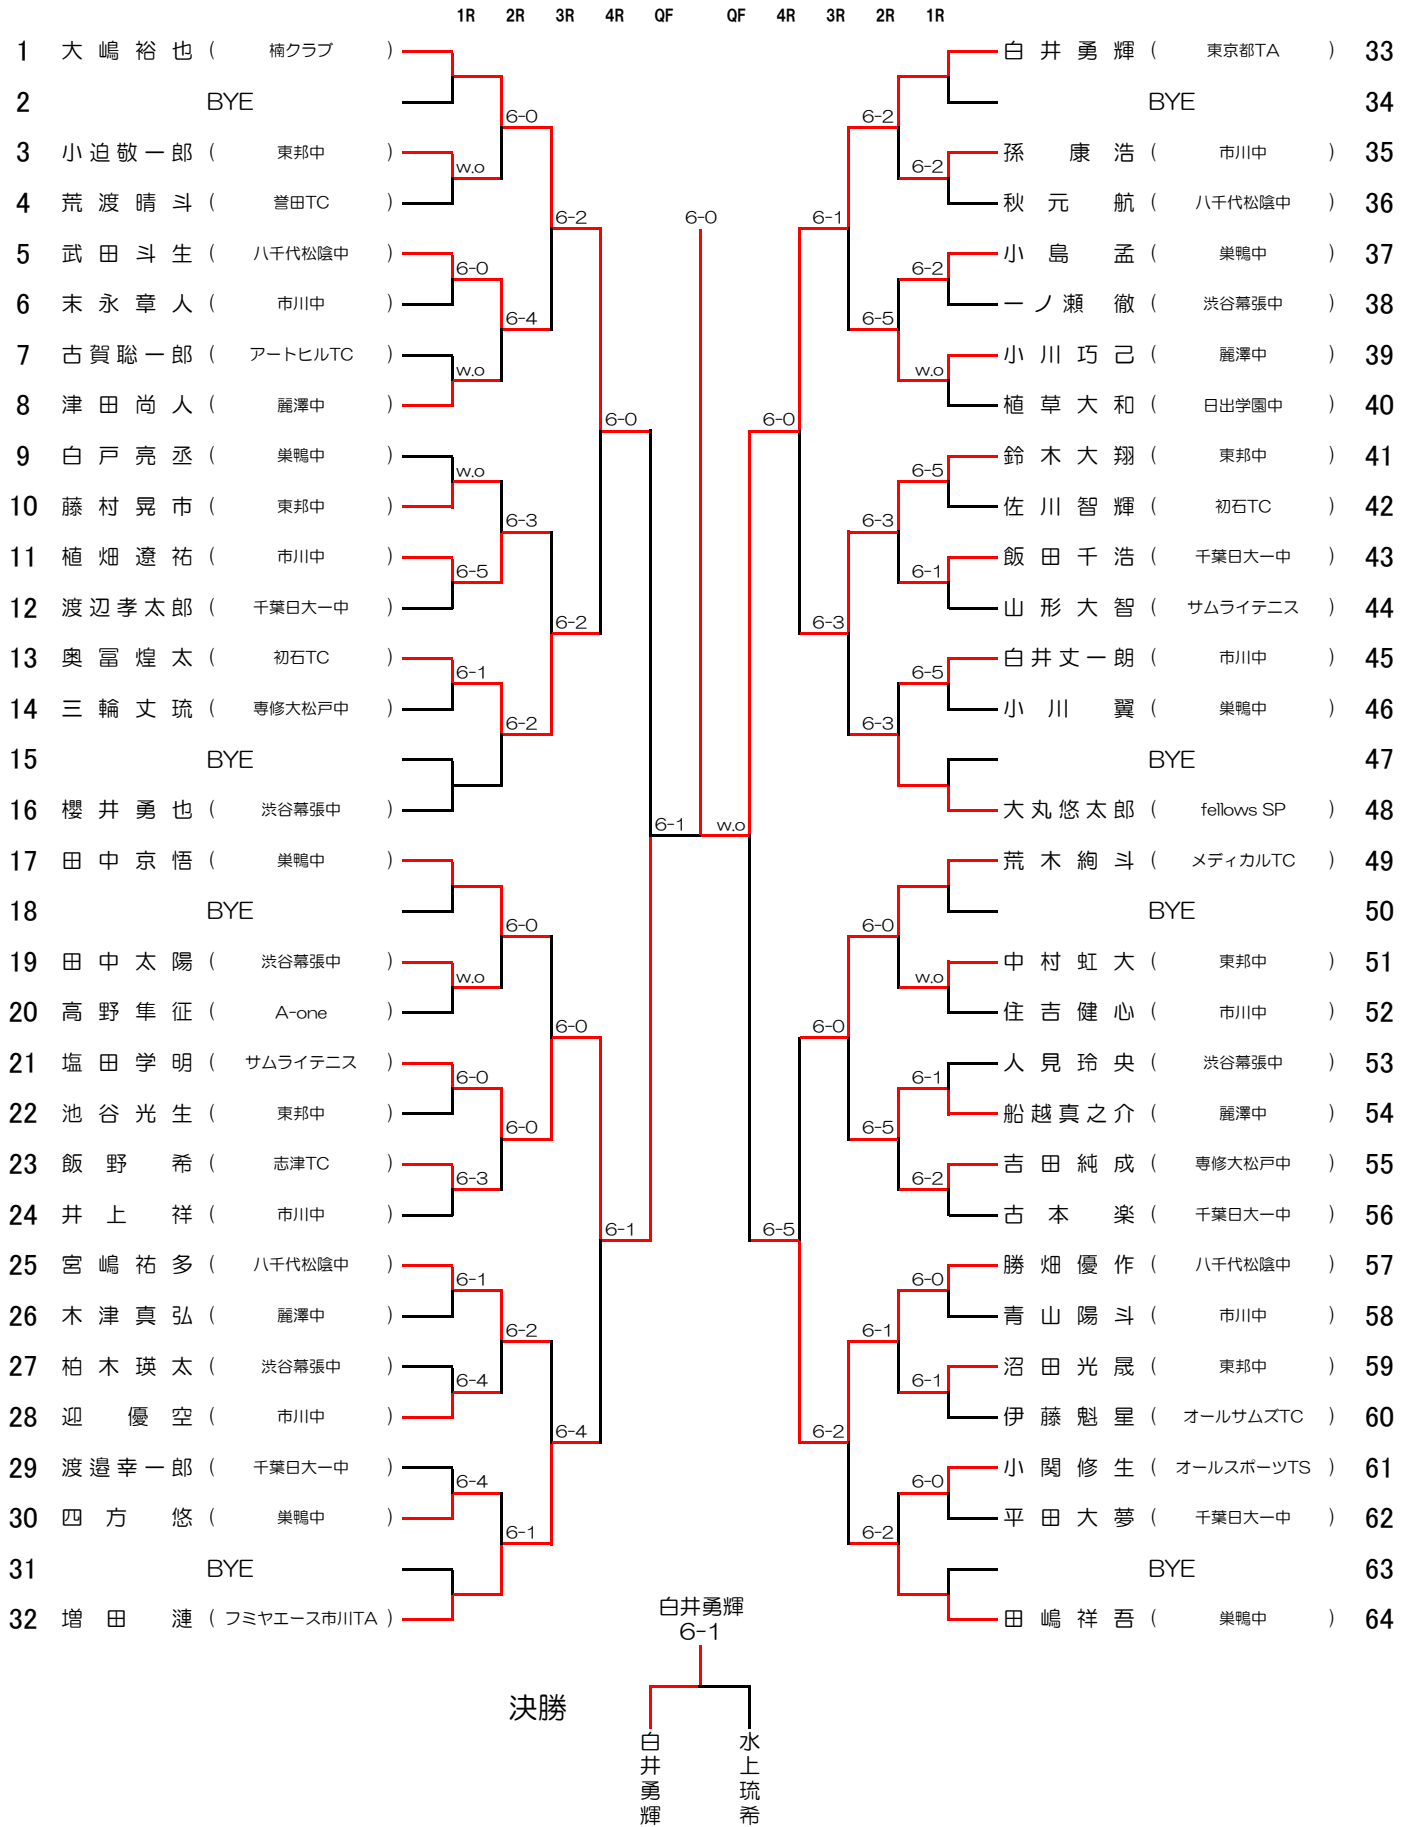 1R 2R 3R 4R QF QF 4R 3R 2R 1R
1 大嶋裕也 ( 楠クラブ ) 白井勇輝 ( 東京都TA ) 33
2 BYE BYE 34
6-0 6-2
3 小迫敬一郎 ( 東邦中 ) 孫 康浩 ( 市川中 ) 35
w.o 6-2
4 荒渡晴斗 ( 誉田TC ) 秋元 航 ( 八千代松陰中 ) 36
6-2 6-0 6-1
5 武田斗生 ( 八千代松陰中 ) 小島 孟 ( 巣鴨中 ) 37
6-0 6-2
6 末永章人 ( 市川中 ) 一ノ瀬 徹 ( 渋谷幕張中 ) 38
6-4 6-5
7 古賀聡一郎 ( アートヒルTC ) 小川巧己 ( 麗澤中 ) 39
w.o w.o
8 津田尚人 ( 麗澤中 ) 植草大和 ( 日出学園中 ) 40
6-0 6-0
9 白戸亮丞 ( 巣鴨中 ) 鈴木大翔 ( 東邦中 ) 41
w.o 6-5
10 藤村晃市 ( 東邦中 ) 佐川智輝 ( 初石TC ) 42
6-3 6-3
11 植畑遼祐 ( 市川中 ) 飯田千浩 ( 千葉日大一中 ) 43
6-5 6-1
12 渡辺孝太郎 ( 千葉日大一中 ) 山形大智 ( サムライテニス ) 44
6-2 6-3
13 奥冨煌太 ( 初石TC ) 白井丈一朗 ( 市川中 ) 45
6-1 6-5
14 三輪丈琉 ( 専修大松戸中 ) 小川 翼 ( 巣鴨中 ) 46
6-2 6-3
15 BYE BYE 47
16 櫻井勇也 ( 渋谷幕張中 ) 大丸悠太郎 ( fellows SP ) 48
6-1 w.o
17 田中京悟 ( 巣鴨中 ) 荒木絢斗 ( メディカルTC ) 49
18 BYE BYE 50
6-0 6-0
19 田中太陽 ( 渋谷幕張中 ) 中村虹大 ( 東邦中 ) 51
w.o w.o
20 高野隼征 ( A-one ) 住吉健心 ( 市川中 ) 52
6-0 6-0
21 塩田学明 ( サムライテニス ) 人見玲央 ( 渋谷幕張中 ) 53
6-0 6-1
22 池谷光生 ( 東邦中 ) 船越真之介 ( 麗澤中 ) 54
6-0 6-5
23 飯野 希 ( 志津TC ) 吉田純成 ( 専修大松戸中 ) 55
6-3 6-2
24 井上 祥 ( 市川中 ) 古本 楽 ( 千葉日大一中 ) 56
6-1 6-5
25 宮嶋祐多 ( 八千代松陰中 ) 勝畑優作 ( 八千代松陰中 ) 57
6-1 6-0
26 木津真弘 ( 麗澤中 ) 青山陽斗 ( 市川中 ) 58
6-2 6-1
27 柏木瑛太 ( 渋谷幕張中 ) 沼田光晟 ( 東邦中 ) 59
6-4 6-1
28 迎 優空 ( 市川中 ) 伊藤魁星 ( オールサムズTC ) 60
6-4 6-2
29 渡邉幸一郎 ( 千葉日大一中 ) 小関修生 ( オールスポーツTS ) 61
6-4 6-0
30 四方 悠 ( 巣鴨中 ) 平田大夢 ( 千葉日大一中 ) 62
6-1 6-2
31 BYE BYE 63
32 増田 漣 ( フミヤエース市川TA ) 田嶋祥吾 ( 巣鴨中 ) 64
白井勇輝
6-1
決勝
白井勇輝
水上琉希